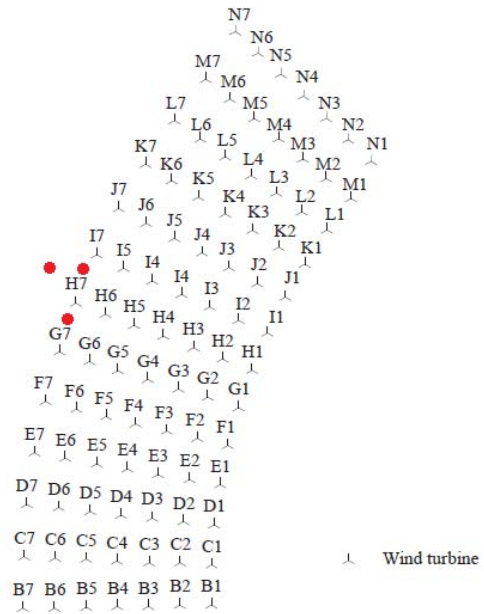 N7 N6 N5 N4 N3 N2 N1
M7 M6 M5 M4 M3 M2 M1
L7 L6 L5 L4 L3 L2 L1
K7 K6 K5 K4 K3 K2 K1
J7 J6 J5 J4 J3 J2 J1
I7 I5 I4 I4 I3 I2 I1
H7 H6 H5 H4 H3 H2 H1
G7 G6 G5 G4 G3 G2 G1
F7 F6 F5 F4 F3 F2 F1
E7 E6 E5 E4 E3 E2 E1
D7 D6 D5 D4 D3 D2 D1
C7 C6 C5 C4 C3 C2 C1
Wind turbine
B7 B6 B5 B4 B3 B2 B1